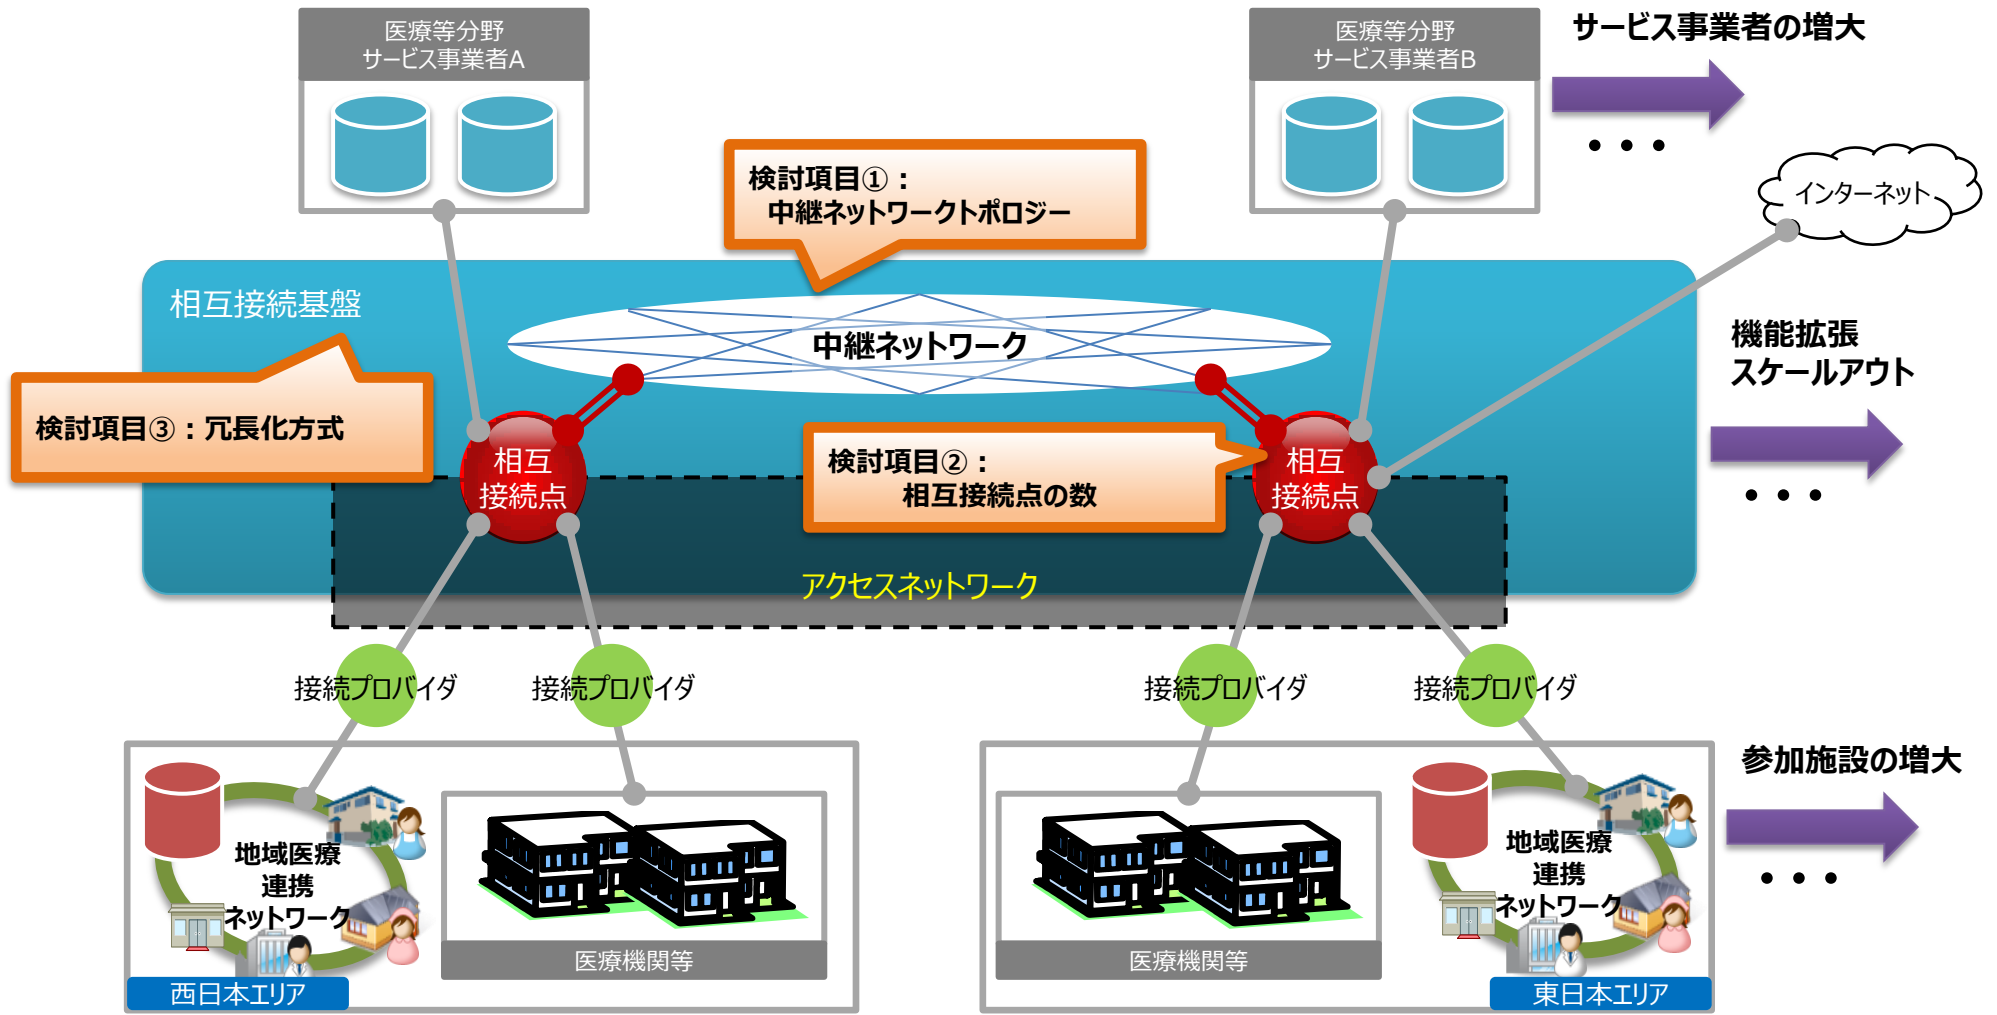 医療等分野
サービス事業者A
医療等分野
サービス事業者B
サービス事業者の増大
・・・
検討項目①：
中継ネットワークトポロジー
インターネット
相互接続基盤
中継ネットワーク
機能拡張
スケールアウト
・・・
検討項目③：冗長化方式
相互
接続点
検討項目②：
相互接続点の数
相互
接続点
アクセスネットワーク
接続プロバイダ
接続プロバイダ
接続プロバイダ
接続プロバイダ
参加施設の増大
・・・
地域医療
連携
ネットワーク
西日本エリア
医療機関等
医療機関等
地域医療
連携
ネットワーク
東日本エリア